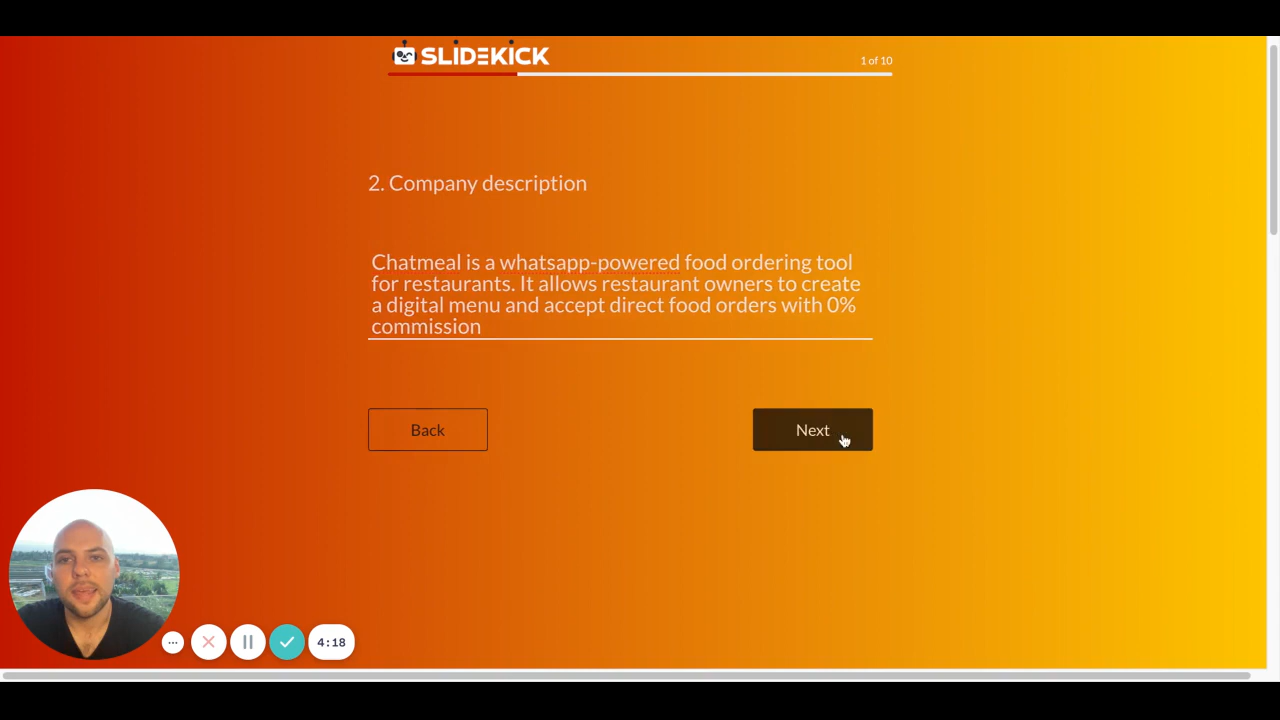 SLIDEKICK
1 of 10
2. Company description
Chatmeal is a whatsapp-powered food ordering tool
for restaurants. It allows restaurant owners to create
a digital menu and accept direct food orders with 0%
commission
Back
Next
4:18